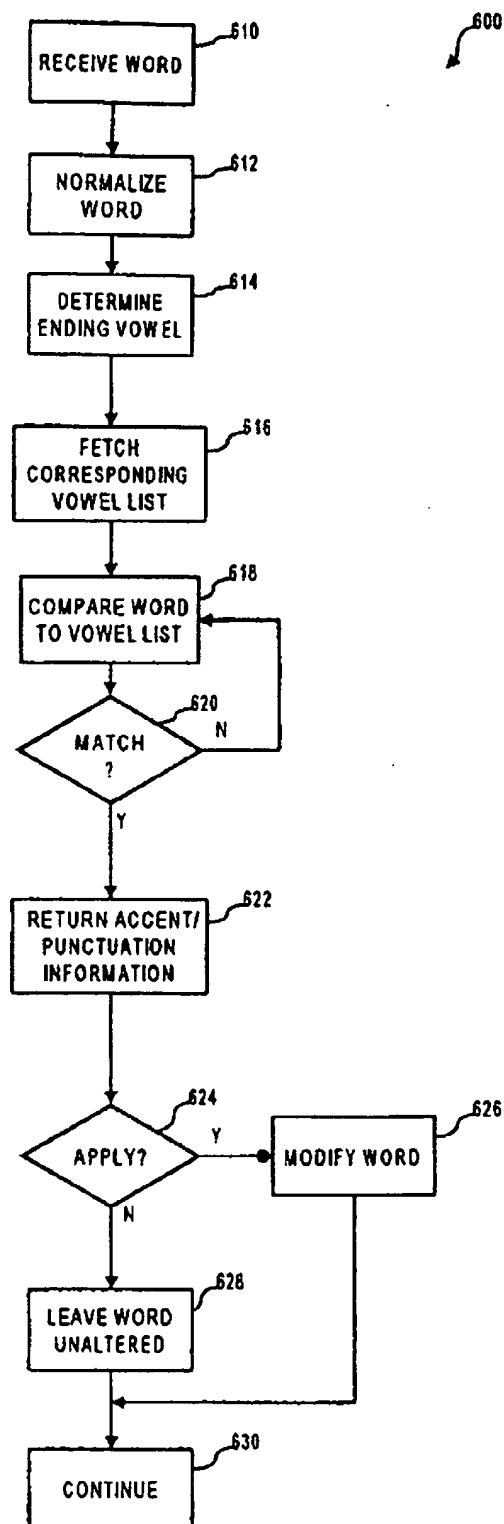 600
610
RECEIVE WORD
612
NORMALIZE
WORD
614
DETERMINE
ENDING VOWEL
616
FETCH
CORRESPONDING
VOWEL LIST
618
COMPARE WORD
TO VOWEL LIST
620
N
MATCH
?
Y
622
RETURN ACCENT/
PUNCTUATION
INFORMATION
624
626
Y
APPLY?
MODIFY WORD
N
628
LEAVE WORD
UNALTERED
630
CONTINUE